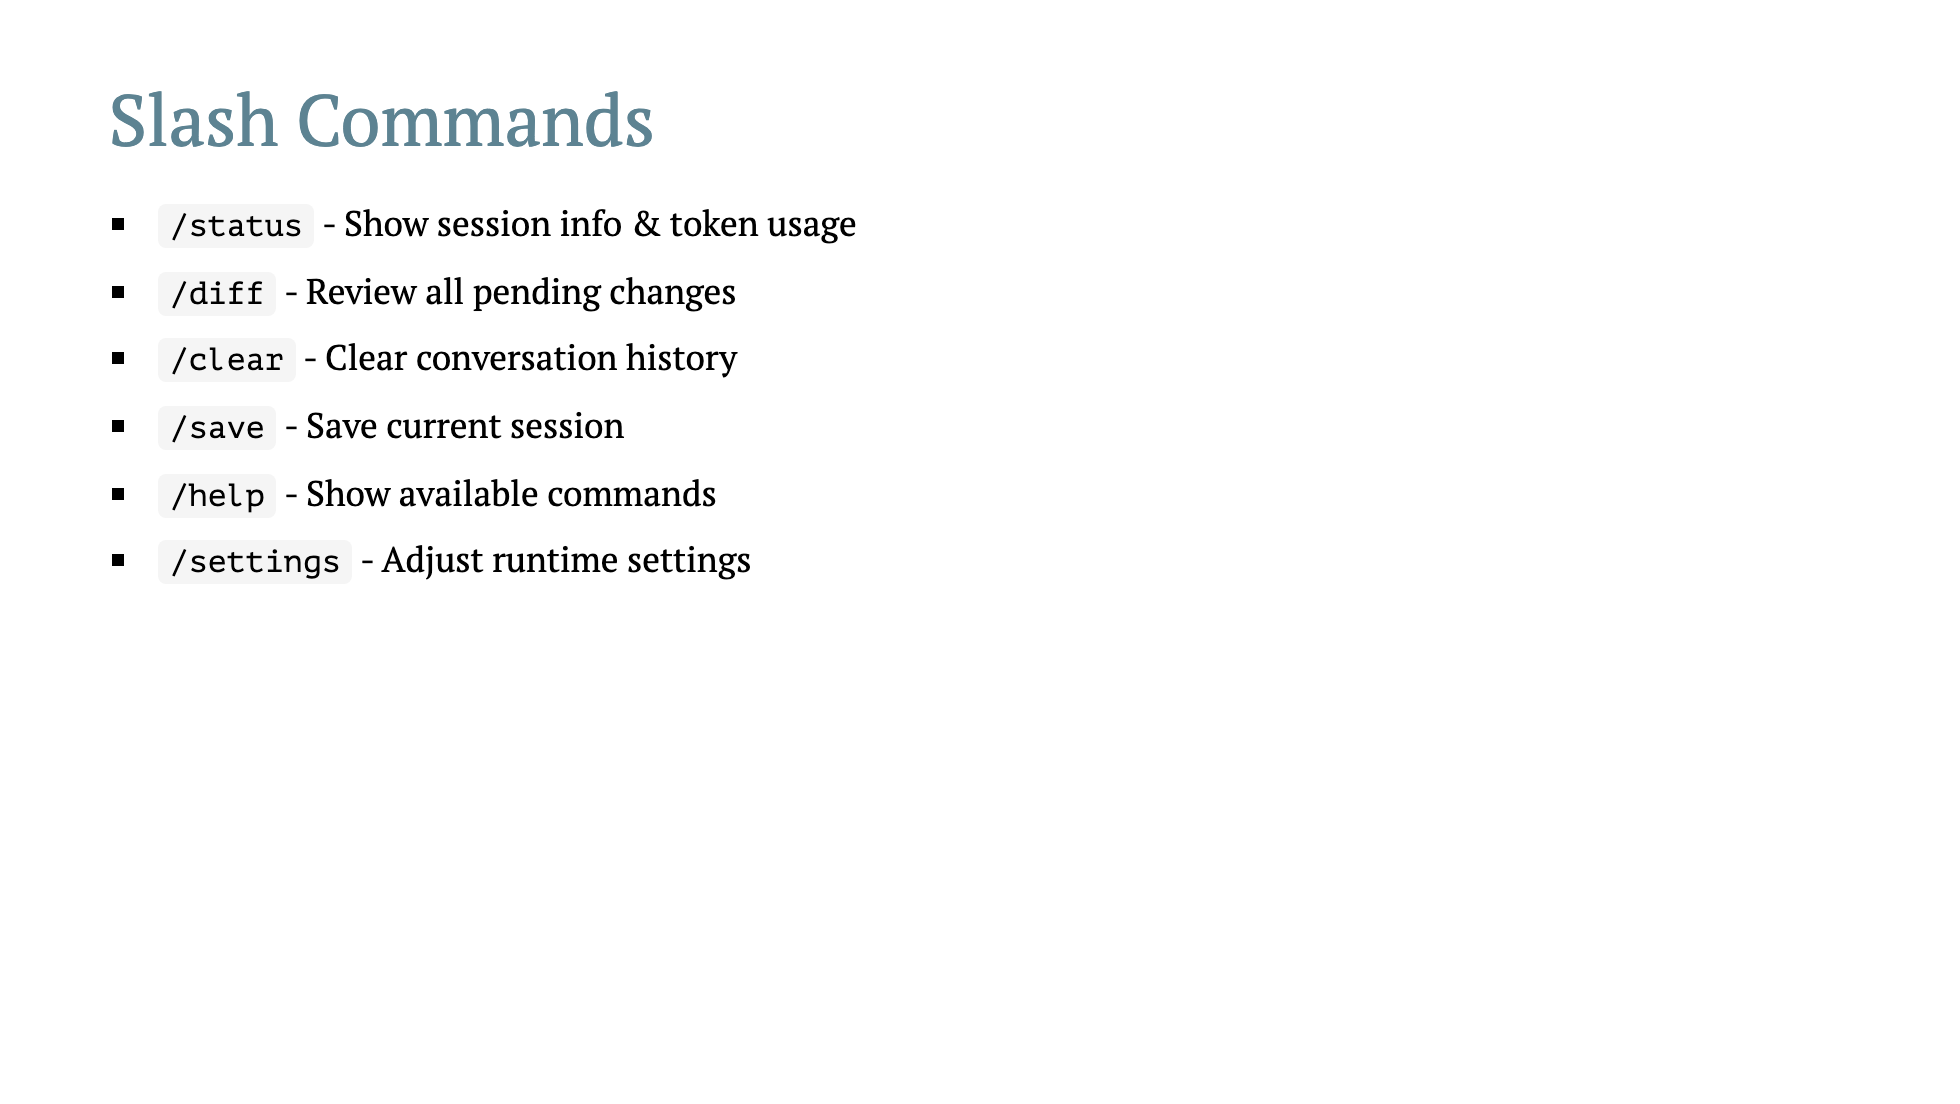 Slash Commands
▪ /status - Show session info & token usage
▪ /diff - Review all pending changes
▪ /clear - Clear conversation history
▪ /save - Save current session
▪ /help - Show available commands
▪ /settings - Adjust runtime settings